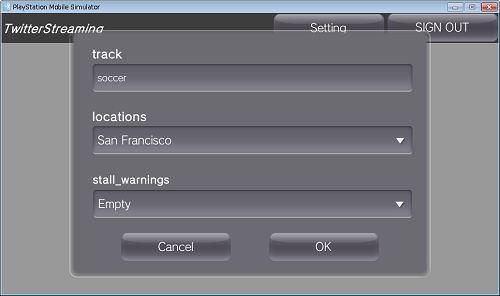 PlayStation Mobile Simulator
TwitterStreaming
Setting
SIGN OUT
track
soccer
locations
San Francisco
stall_warnings
Empty
Cancel
OK